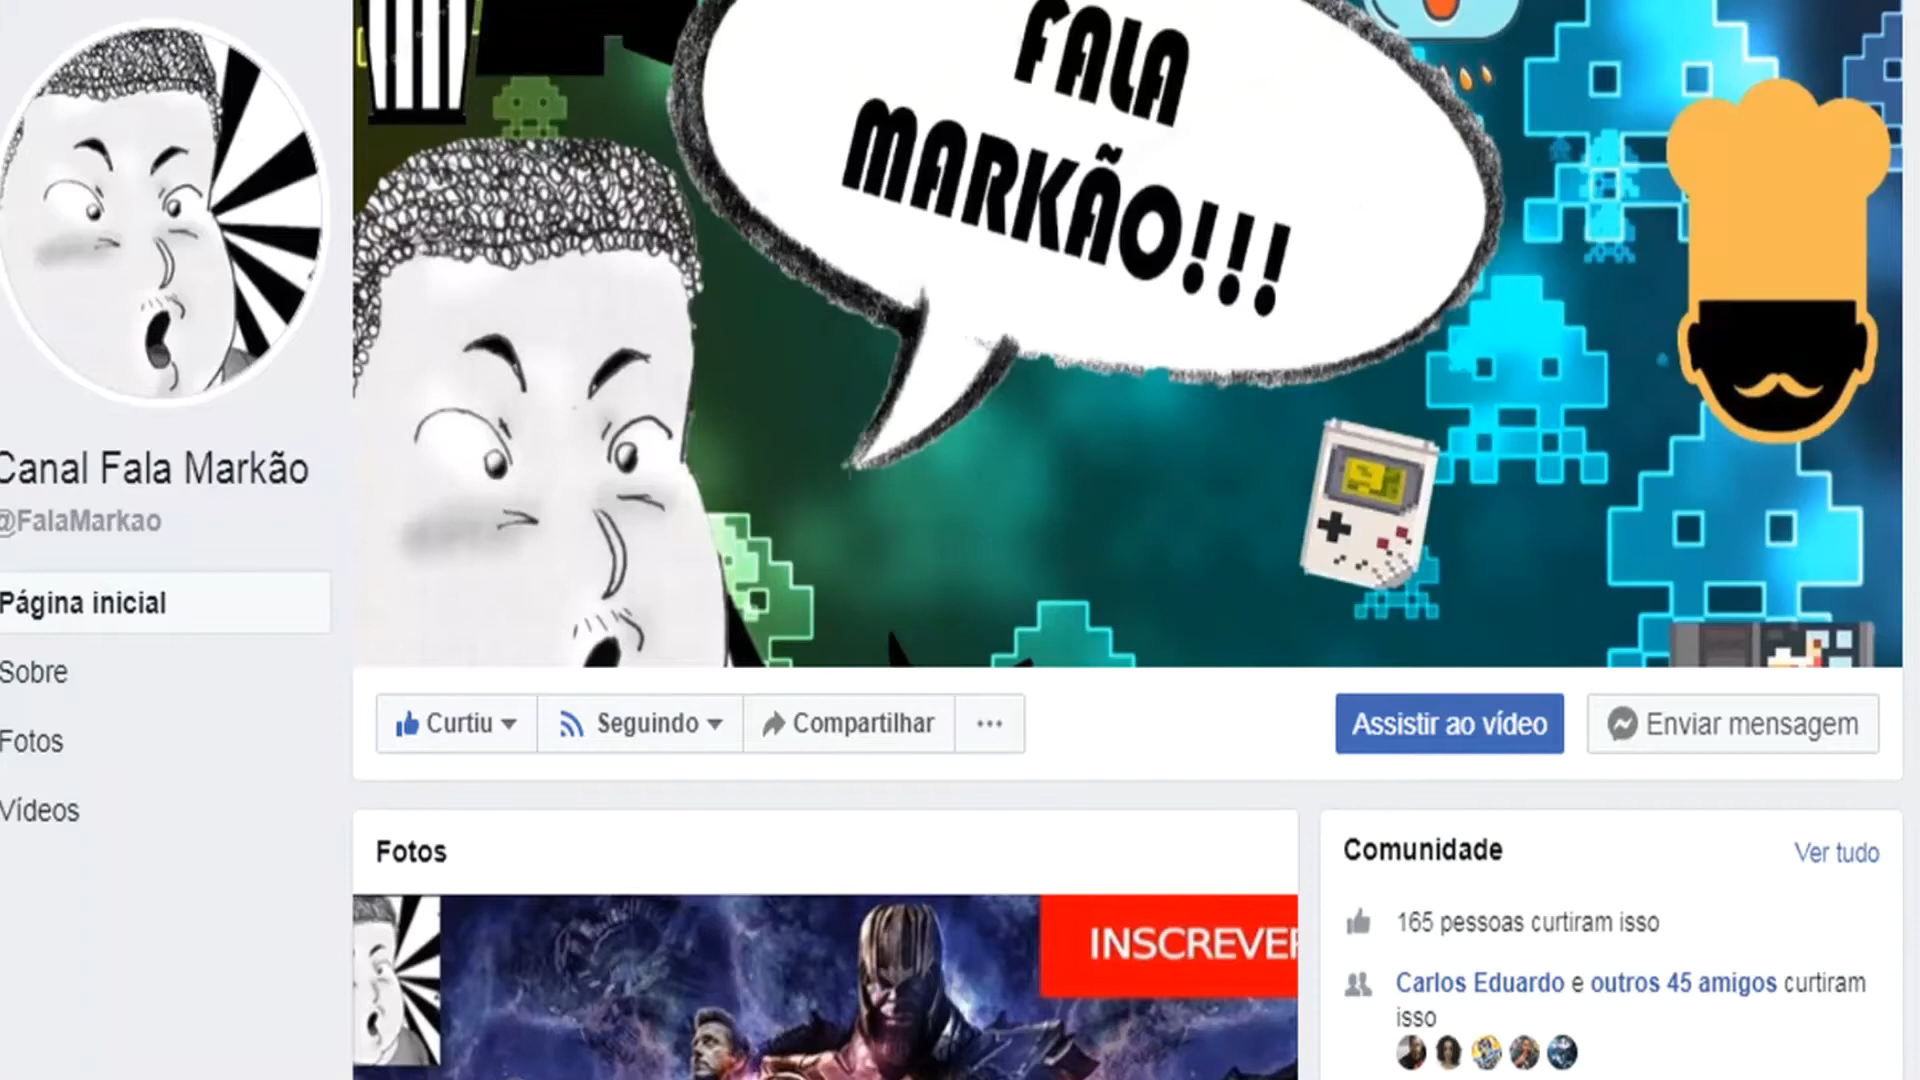 FALA
MARKÃO!!!
Canal Fala Markão
@FalaMarkao
Página inicial
Sobre
Fotos
Vídeos
Curtiu
Seguindo
Compartilhar
Assistir ao vídeo
Enviar mensagem
Fotos
INSCREVER
Comunidade
Ver tudo
165 pessoas curtiram isso
Carlos Eduardo e outros 45 amigos curtiram
isso